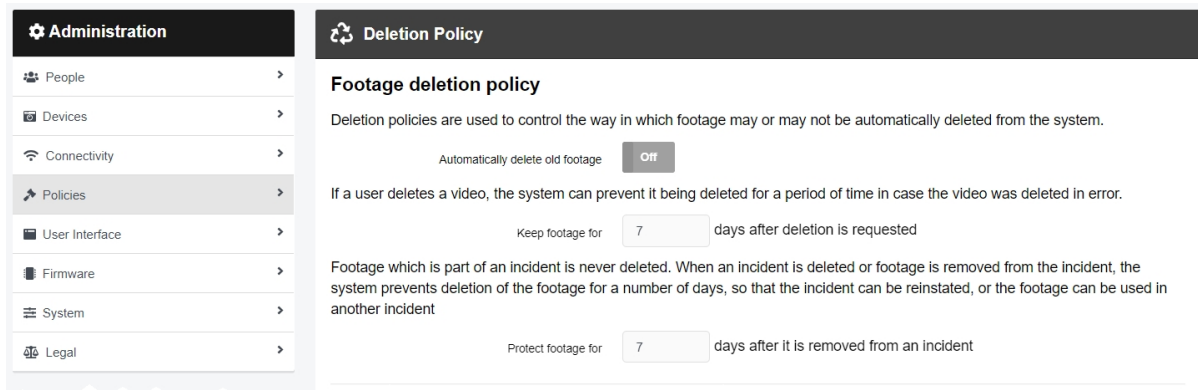 Administration
People
Devices
Connectivity
Policies
User Interface
Firmware
System
Legal
Deletion Policy
Footage deletion policy
Deletion policies are used to control the way in which footage may or may not be automatically deleted from the system.
Automatically delete old footage Off
If a user deletes a video, the system can prevent it being deleted for a period of time in case the video was deleted in error.
Keep footage for 7 days after deletion is requested
Footage which is part of an incident is never deleted. When an incident is deleted or footage is removed from the incident, the
system prevents deletion of the footage for a number of days, so that the incident can be reinstated, or the footage can be used in
another incident
Protect footage for 7 days after it is removed from an incident